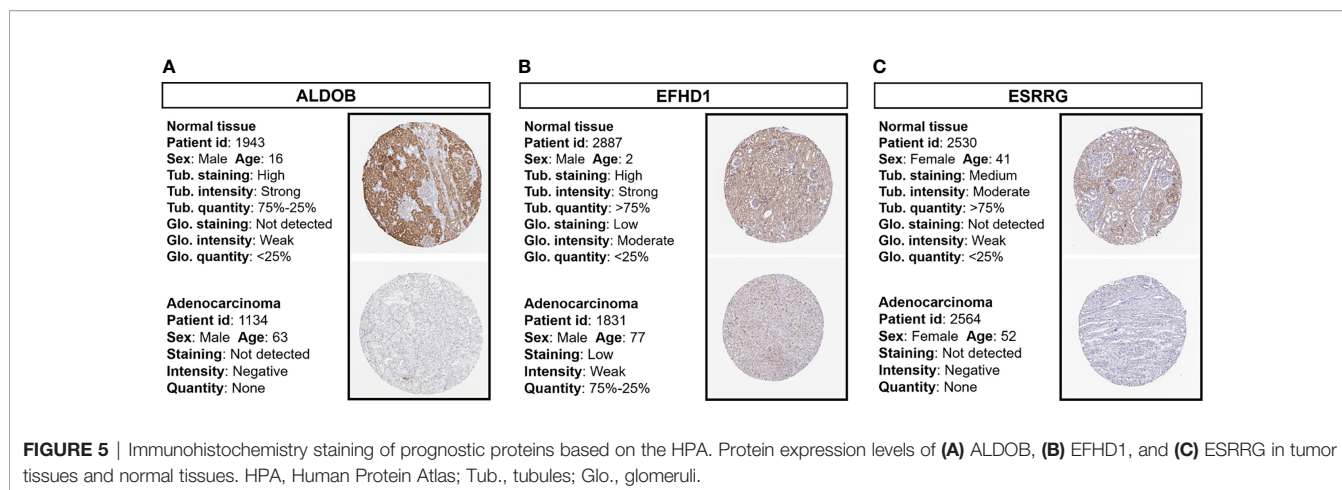 A
ALDOB
Normal tissue
Patient id: 1943
Sex: Male Age: 16
Tub. staining: High
Tub. intensity: Strong
Tub. quantity: 75%-25%
Glo. staining: Not detected
Glo. intensity: Weak
Glo. quantity: <25%
Adenocarcinoma
Patient id: 1134
Sex: Male Age: 63
Staining: Not detected
Intensity: Negative
Quantity: None
B
EFHD1
Normal tissue
Patient id: 2887
Sex: Male Age: 2
Tub. staining: High
Tub. intensity: Strong
Tub. quantity: >75%
Glo. staining: Low
Glo. intensity: Moderate
Glo. quantity: <25%
Adenocarcinoma
Patient id: 1831
Sex: Male Age: 77
Staining: Low
Intensity: Weak
Quantity: 75%-25%
C
ESRRG
Normal tissue
Patient id: 2530
Sex: Female Age: 41
Tub. staining: Medium
Tub. intensity: Moderate
Tub. quantity: >75%
Glo. staining: Not detected
Glo. intensity: Weak
Glo. quantity: <25%
Adenocarcinoma
Patient id: 2564
Sex: Female Age: 52
Staining: Not detected
Intensity: Negative
Quantity: None
FIGURE 5 | Immunohistochemistry staining of prognostic proteins based on the HPA. Protein expression levels of (A) ALDOB, (B) EFHD1, and (C) ESRRG in tumor
tissues and normal tissues. HPA, Human Protein Atlas; Tub., tubules; Glo., glomeruli.